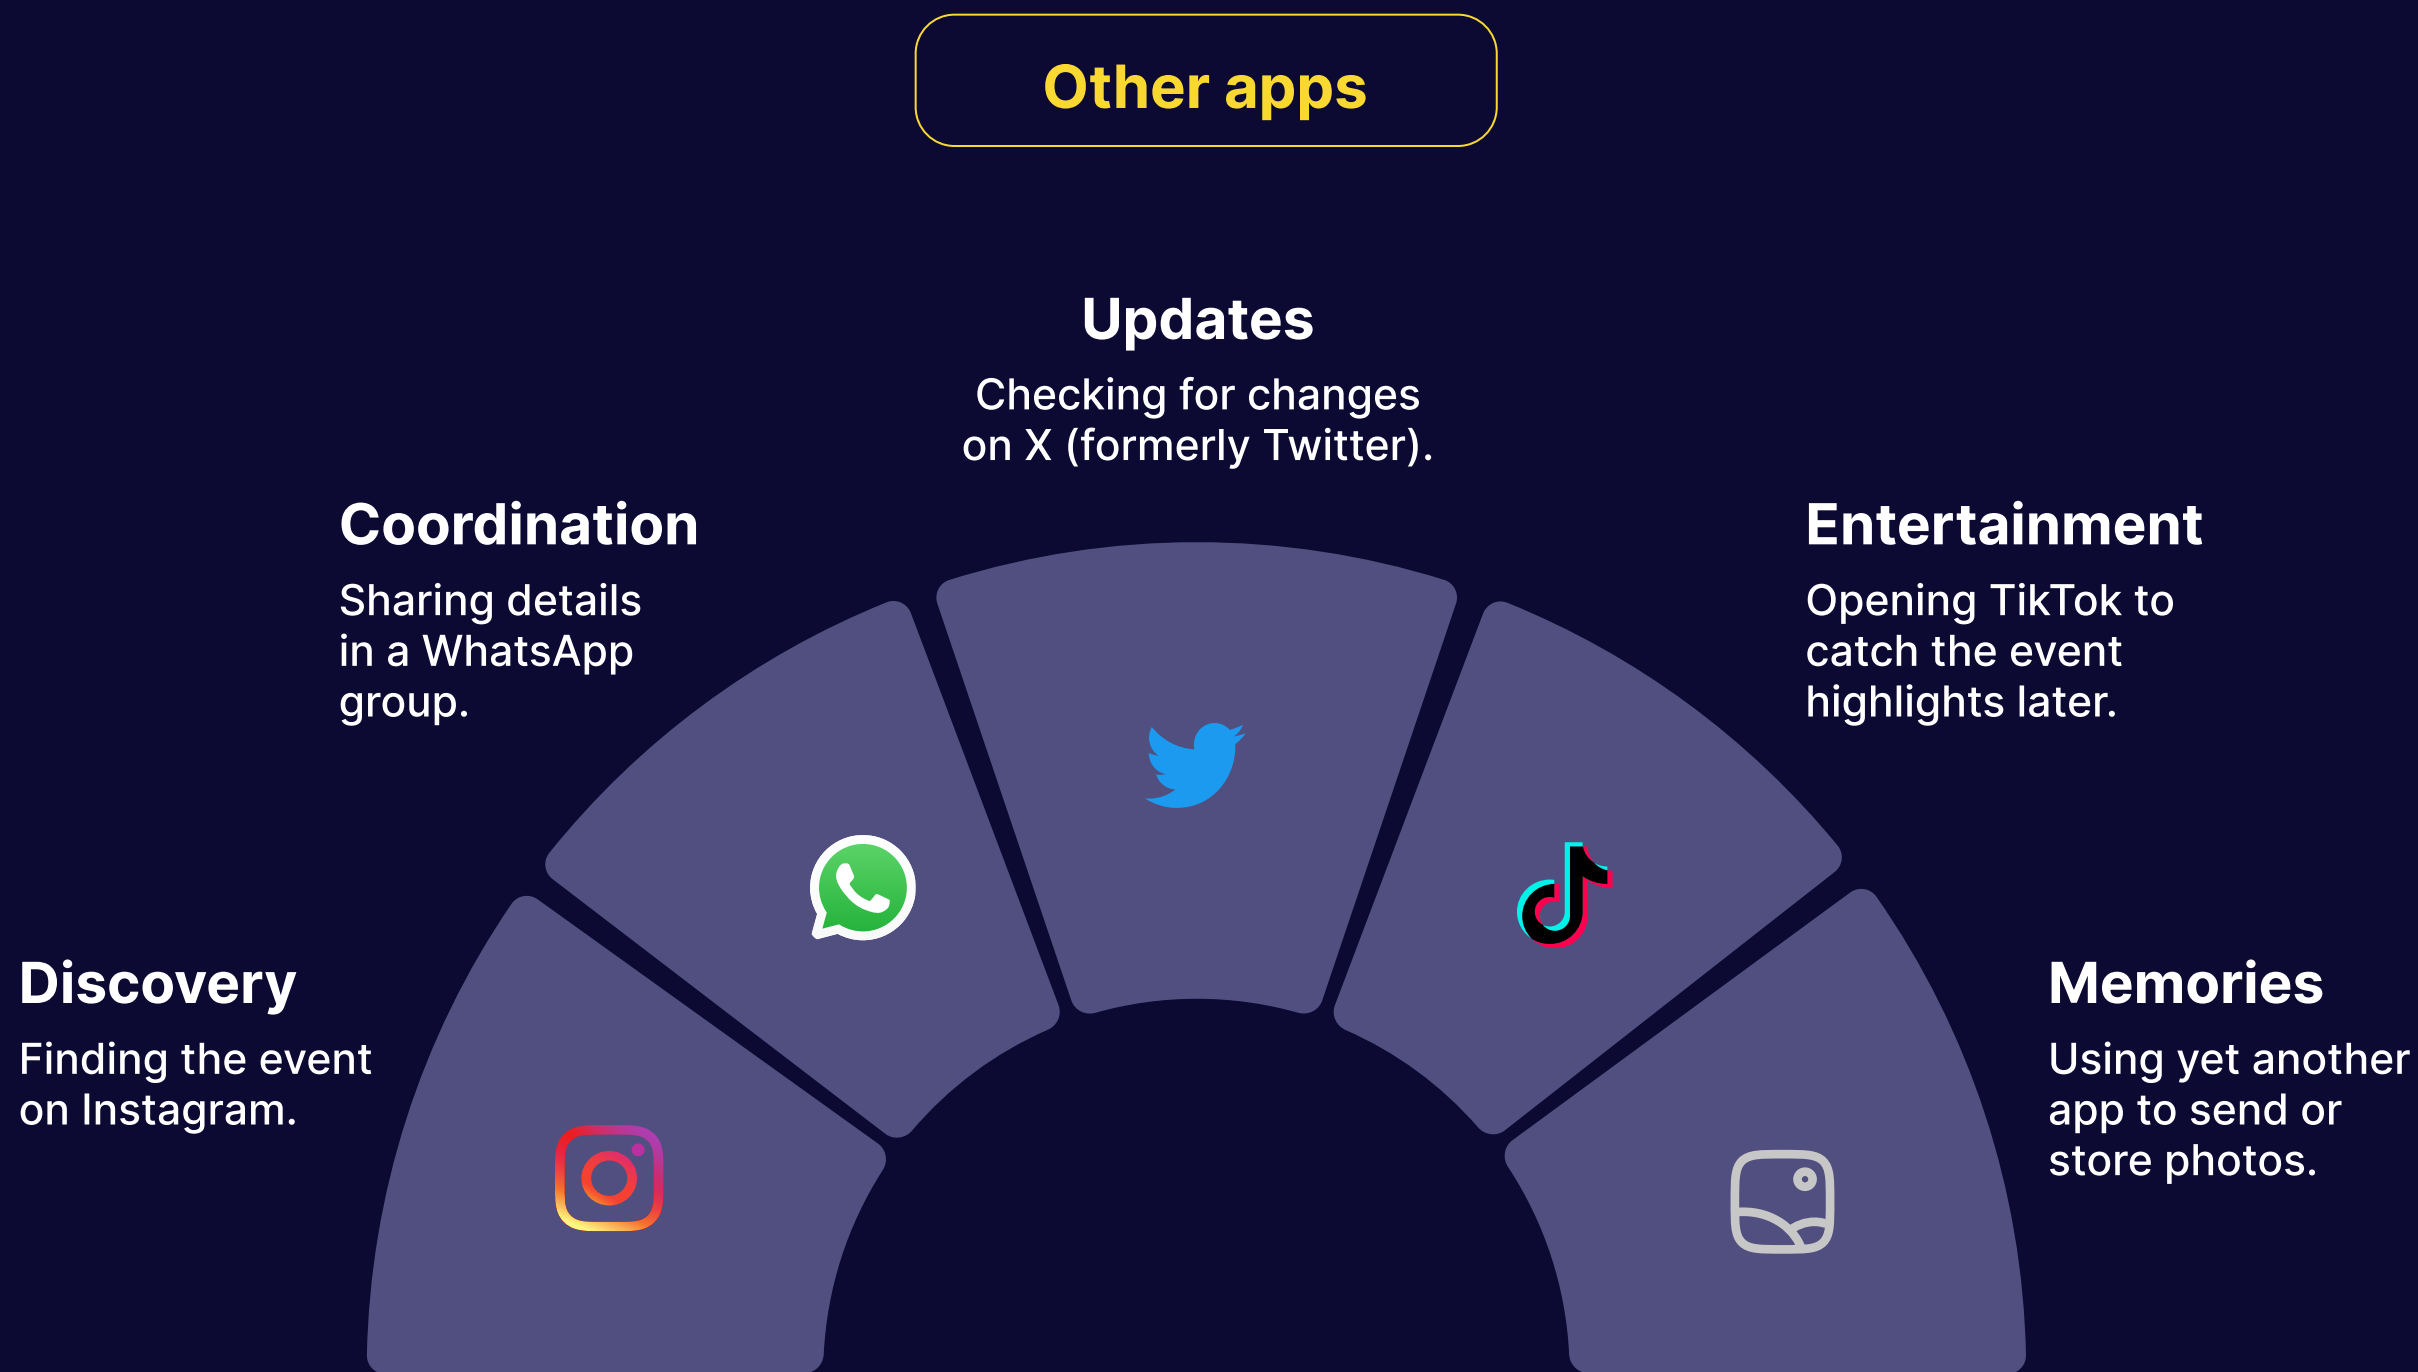 Other apps
Updates
Checking for changes
on X (formerly Twitter).
Coordination
Sharing details
in a WhatsApp
group.
Entertainment
Opening TikTok to
catch the event
highlights later.
Discovery
Finding the event
on Instagram.
Memories
Using yet another
app to send or
store photos.